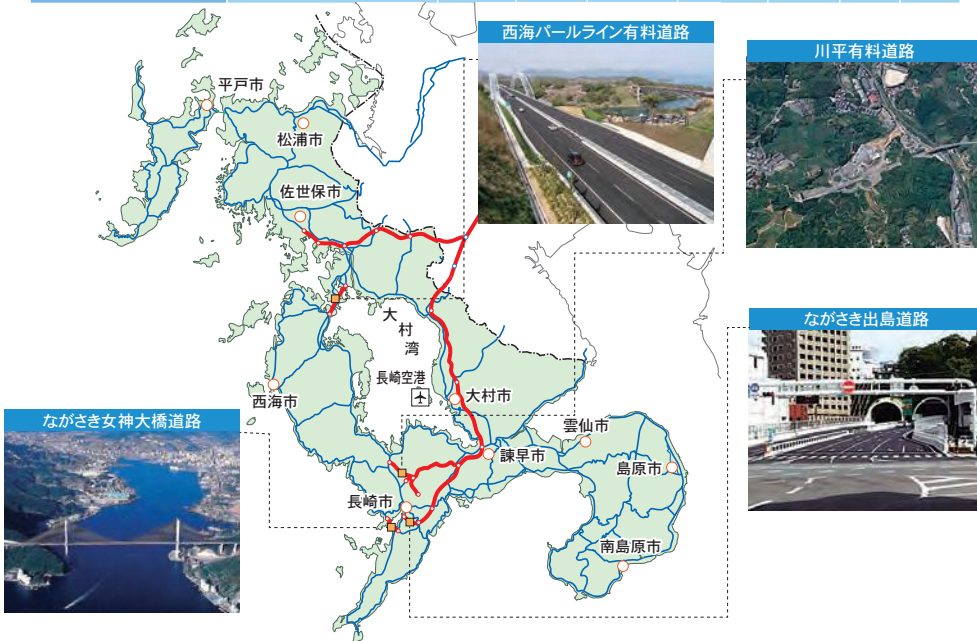 西海パールライン有料道路
川平有料道路
平戸市
松浦市
佐世保市
大村湾
長崎空港
西海市
大村市
ながさき出島道路
ながさき女神大橋道路
雲仙市
諫早市
島原市
長崎市
南島原市